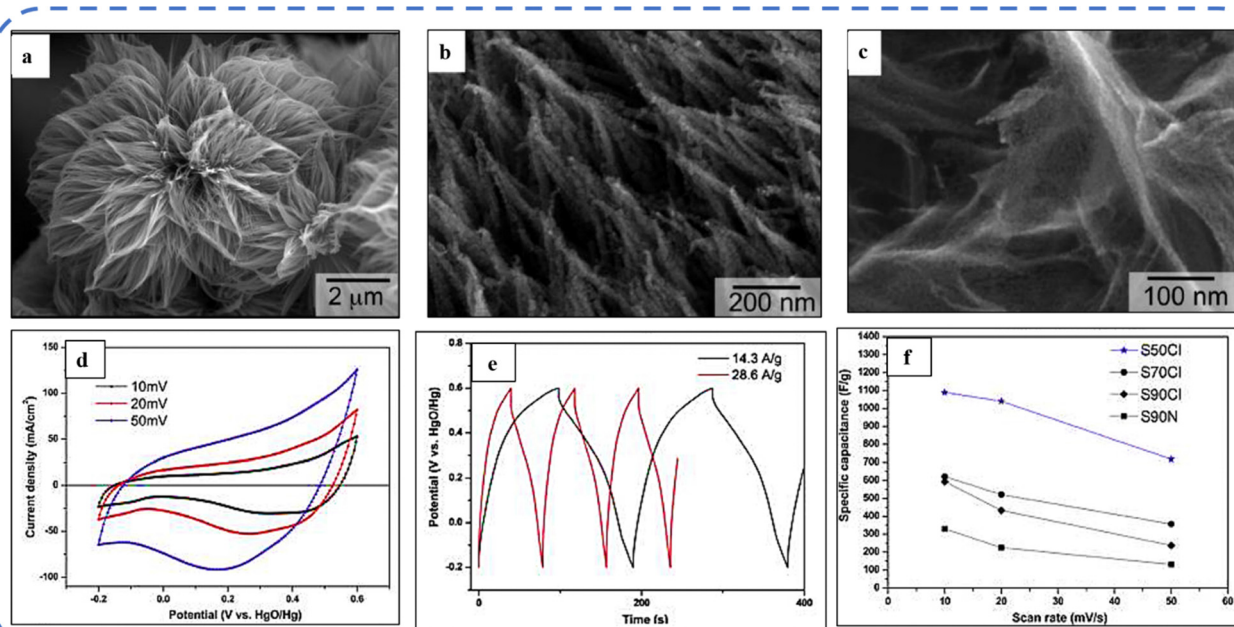 a
2 μm
b
200 nm
c
100 nm
d
Current density (mA/cm²)
150
100
50
0
-50
-100
10mV
20mV
50mV
-0.2
0.0
0.2
0.4
0.6
Potential (V vs. HgO/Hg)
e
Potential (V vs. HgO/Hg)
0.8
0.6
0.4
0.2
0.0
-0.2
14.3 A/g
28.6 A/g
0
200
400
Time (s)
f
Specific capacitance (F/g)
1400
1300
1200
1100
1000
900
800
700
600
500
400
300
200
100
0
S50Cl
S70Cl
S90Cl
S90N
0
10
20
30
40
50
60
Scan rate (mV/s)